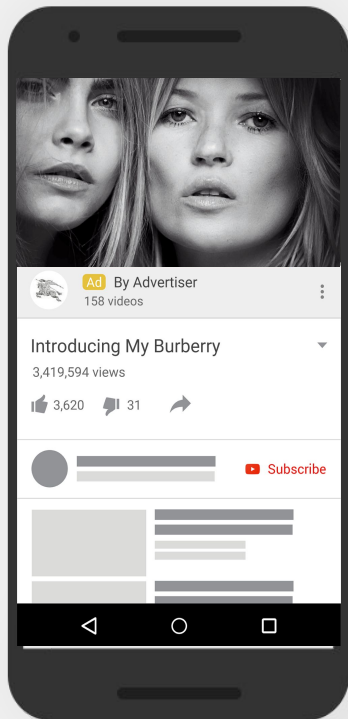 Ad By Advertiser
158 videos
Introducing My Burberry
3,419,594 views
3,620 31
Subscribe